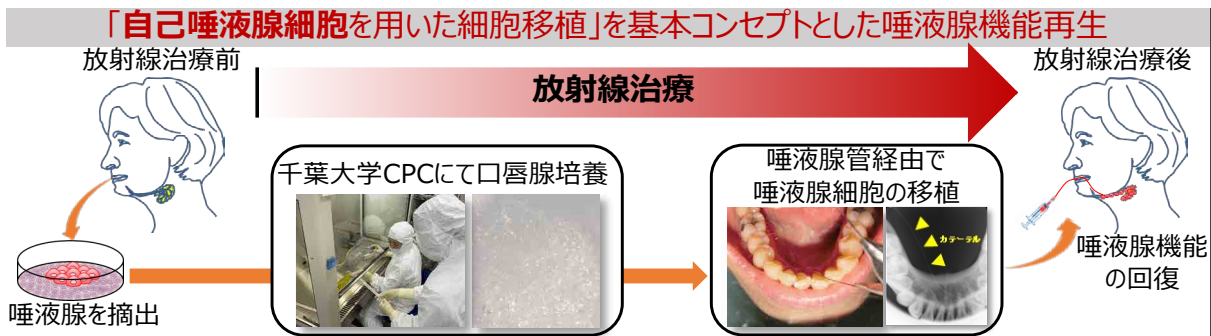 「自己唾液腺細胞を用いた細胞移植」を基本コンセプトとした唾液腺機能再生
放射線治療前
放射線治療
放射線治療後
千葉大学CPCにて口唇腺培養
唾液腺管経由で
唾液腺細胞の移植
カテーテル
唾液腺を摘出
唾液腺機能
の回復